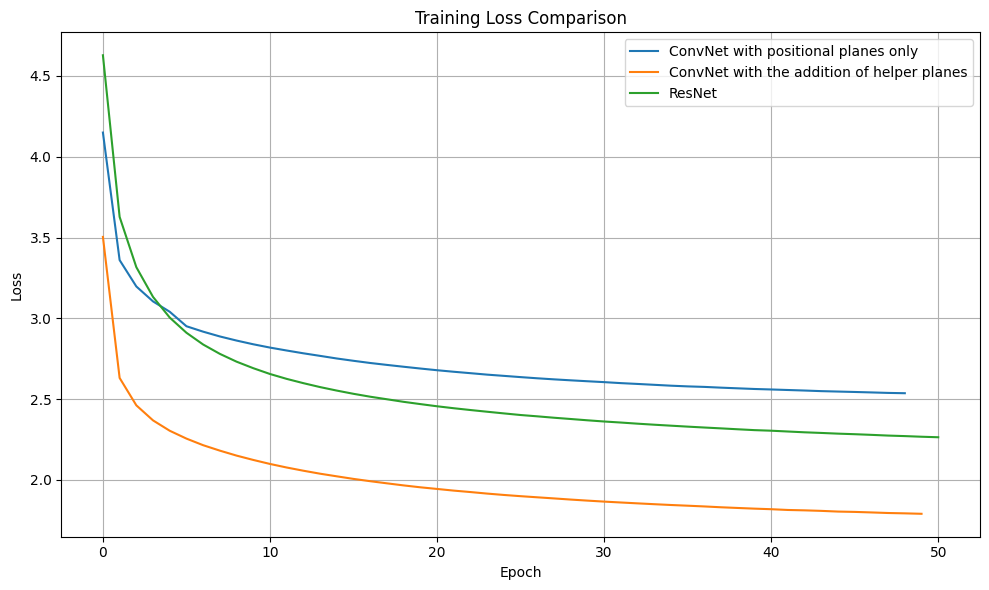 Training Loss Comparison
ConvNet with positional planes only
ConvNet with the addition of helper planes
ResNet
Loss
4.5
4.0
3.5
3.0
2.5
2.0
0 10 20 30 40 50
Epoch